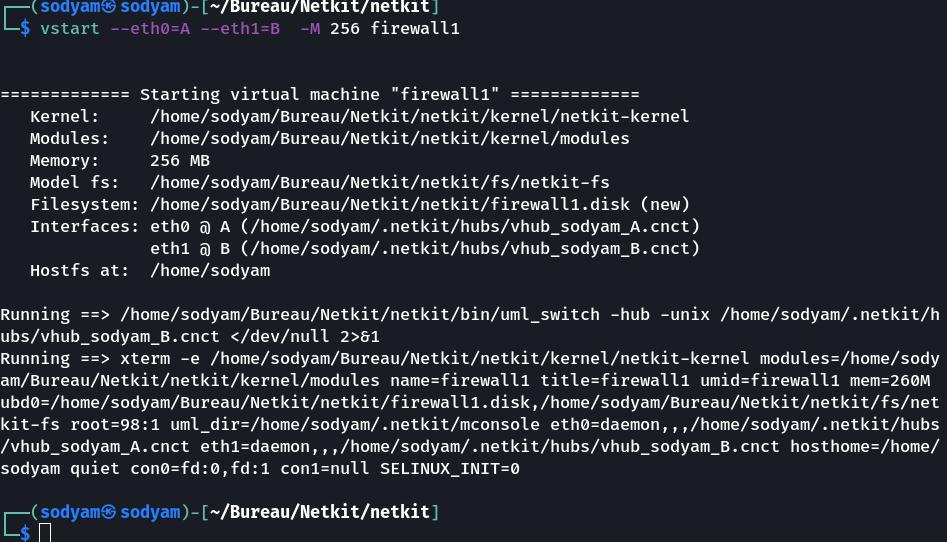 ┌──(sodyam㉿sodyam)-[~/Bureau/Netkit/netkit]
└─$ vstart --eth0=A --eth1=B  -M 256 firewall1
============= Starting virtual machine "firewall1" =============
   Kernel:     /home/sodyam/Bureau/Netkit/netkit/kernel/netkit-kernel
   Modules:    /home/sodyam/Bureau/Netkit/netkit/kernel/modules
   Memory:     256 MB
   Model fs:   /home/sodyam/Bureau/Netkit/netkit/fs/netkit-fs
   Filesystem: /home/sodyam/Bureau/Netkit/netkit/firewall1.disk (new)
   Interfaces: eth0 @ A (/home/sodyam/.netkit/hubs/vhub_sodyam_A.cnct)
               eth1 @ B (/home/sodyam/.netkit/hubs/vhub_sodyam_B.cnct)
   Hostfs at:  /home/sodyam
Running ==> /home/sodyam/Bureau/Netkit/netkit/bin/uml_switch -hub -unix /home/sodyam/.netkit/h
ubs/vhub_sodyam_B.cnct </dev/null 2>&1
Running ==> xterm -e /home/sodyam/Bureau/Netkit/netkit/kernel/netkit-kernel modules=/home/sody
am/Bureau/Netkit/netkit/kernel/modules name=firewall1 title=firewall1 umid=firewall1 mem=260M
ubd0=/home/sodyam/Bureau/Netkit/netkit/firewall1.disk,/home/sodyam/Bureau/Netkit/netkit/fs/net
kit-fs root=98:1 uml_dir=/home/sodyam/.netkit/mconsole eth0=daemon,,,/home/sodyam/.netkit/hubs
/vhub_sodyam_A.cnct eth1=daemon,,,/home/sodyam/.netkit/hubs/vhub_sodyam_B.cnct hosthome=/home/
sodyam quiet con0=fd:0,fd:1 con1=null SELINUX_INIT=0
┌──(sodyam㉿sodyam)-[~/Bureau/Netkit/netkit]
└─$